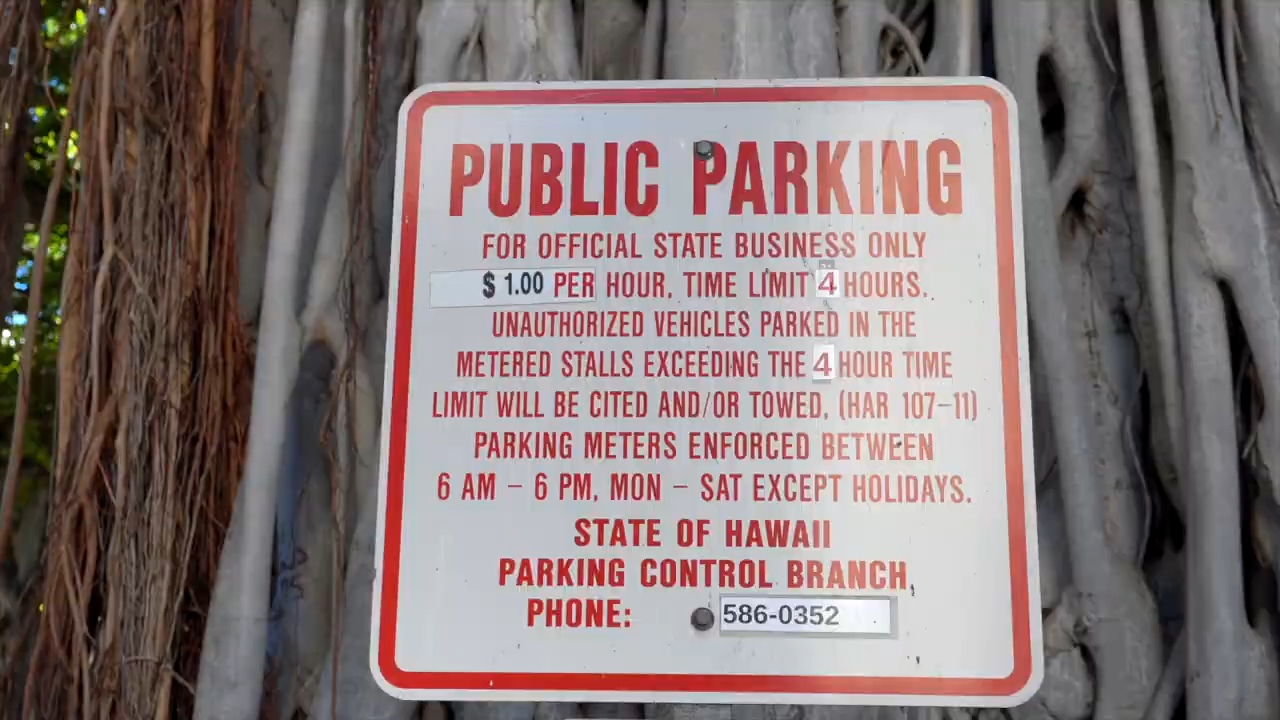 PUBLIC PARKING
FOR OFFICIAL STATE BUSINESS ONLY
$ 1.00 PER HOUR, TIME LIMIT 4 HOURS.
UNAUTHORIZED VEHICLES PARKED IN THE
METERED STALLS EXCEEDING THE 4 HOUR TIME
LIMIT WILL BE CITED AND/OR TOWED, (HAR 107-11)
PARKING METERS ENFORCED BETWEEN
6 AM – 6 PM, MON – SAT EXCEPT HOLIDAYS.
STATE OF HAWAII
PARKING CONTROL BRANCH
PHONE: 586-0352